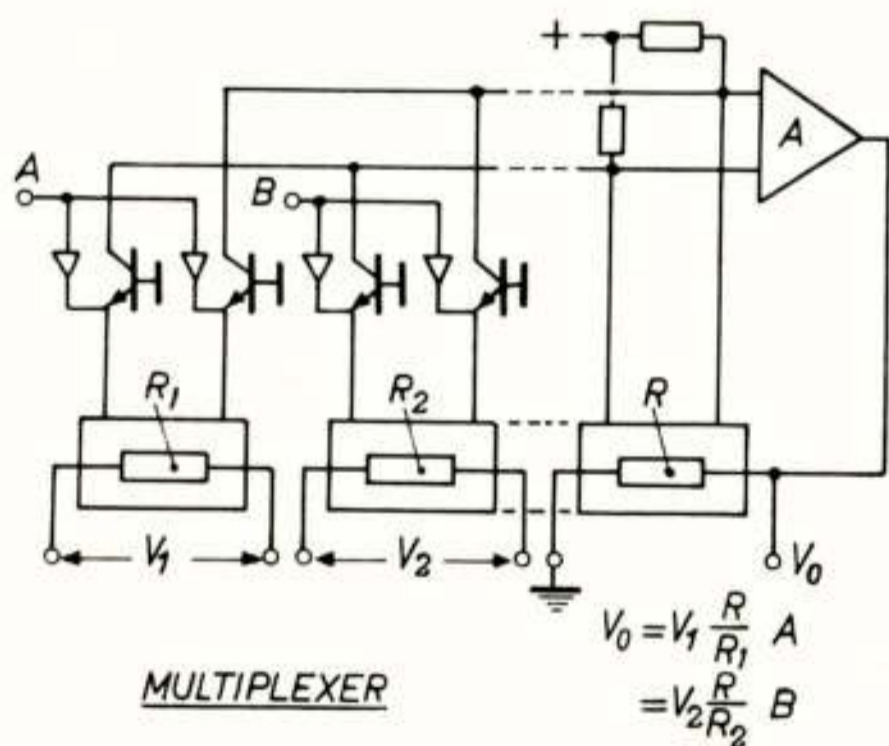 +
A
A
B
R₁
R₂
R
V₁
V₂
V₀
V₀ = V₁ R/R₁ A
= V₂ R/R₂ B
MULTIPLEXER